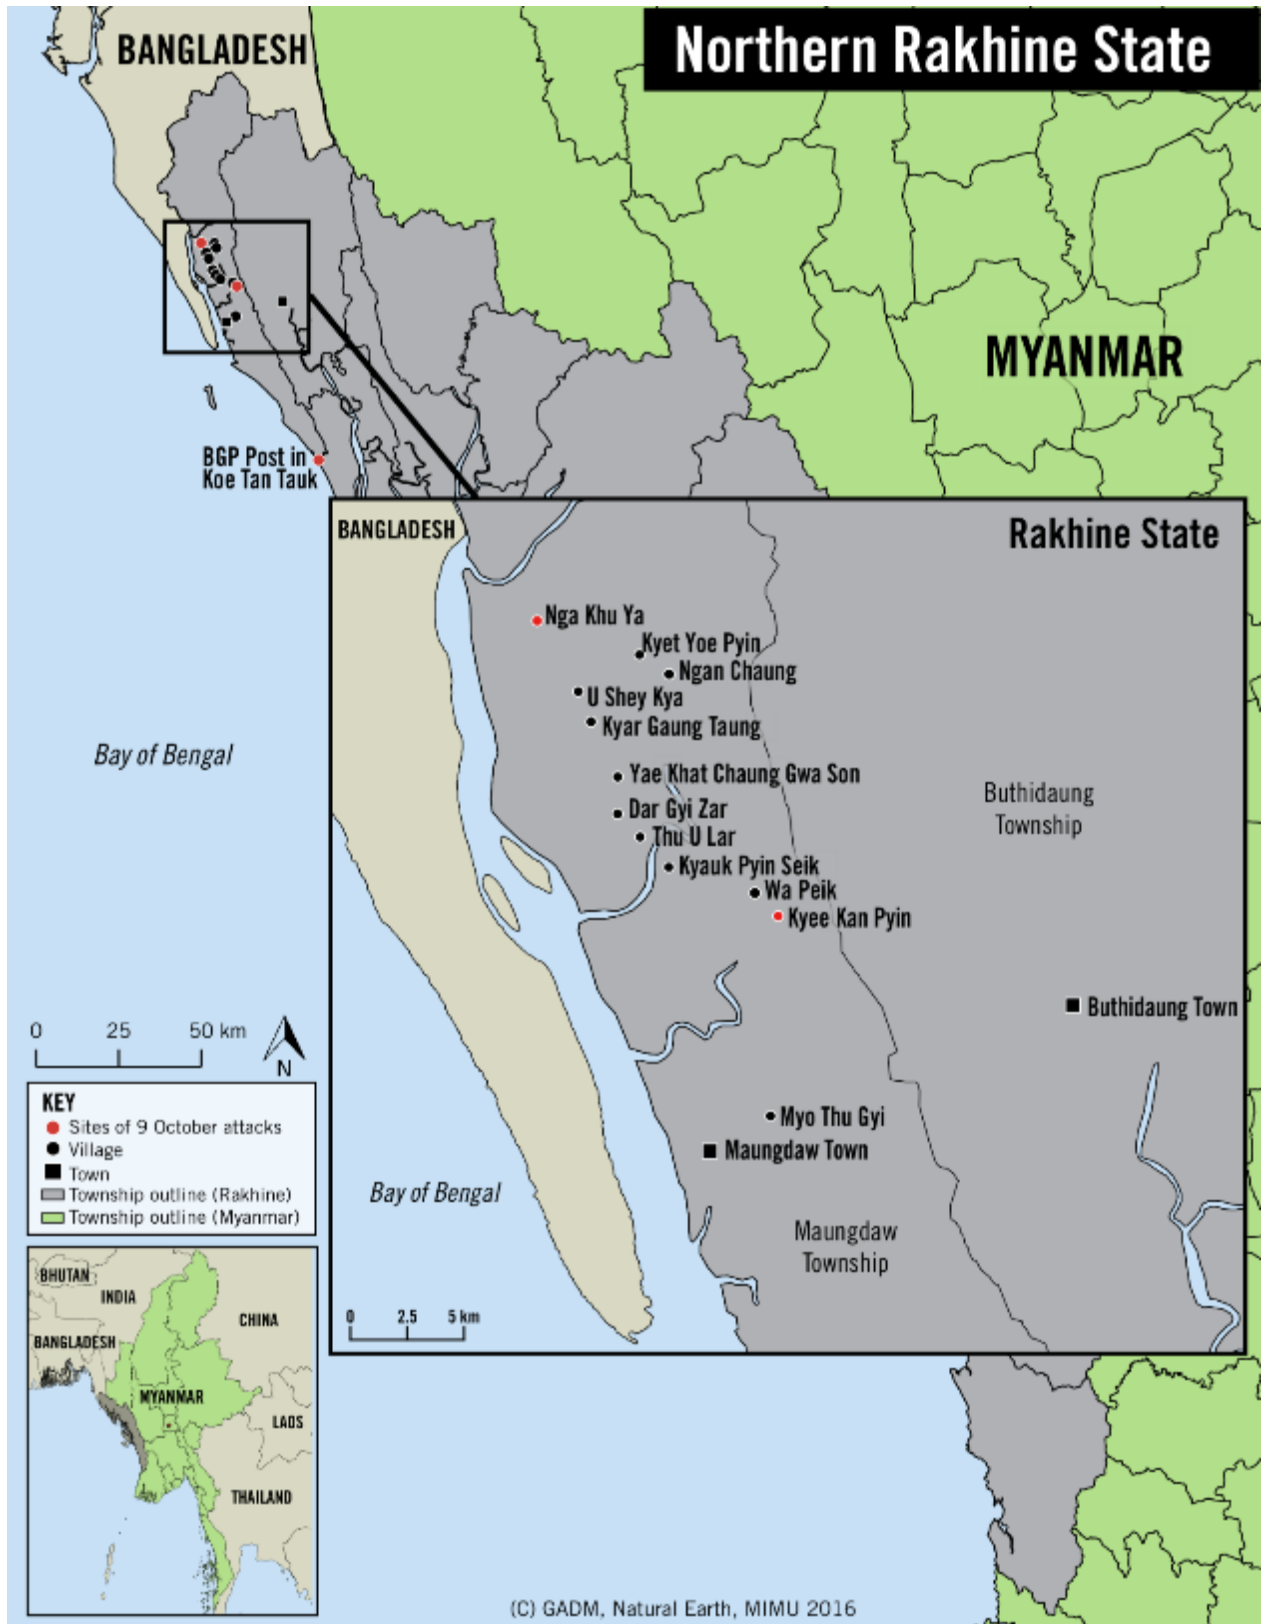 Northern Rakhine State
BANGLADESH
MYANMAR
BGP Post in
Koe Tan Tauk
BANGLADESH
Rakhine State
Nga Khu Ya
Kyet Yoe Pyin
Ngan Chaung
U Shey Kya
Kyar Gaung Taung
Bay of Bengal
Yae Khat Chaung Gwa Son
Buthidaung
Township
Dar Gyi Zar
Thu U Lar
Kyauk Pyin Seik
Wa Peik
Kyee Kan Pyin
Buthidaung Town
0 25 50 km
N
Myo Thu Gyi
Maungdaw Town
Bay of Bengal
Maungdaw
Township
0 2.5 5 km
KEY
Sites of 9 October attacks
Village
Town
Township outline (Rakhine)
Township outline (Myanmar)
BHUTAN
INDIA
CHINA
BANGLADESH
MYANMAR
LAOS
THAILAND
(C) GADM, Natural Earth, MIMU 2016